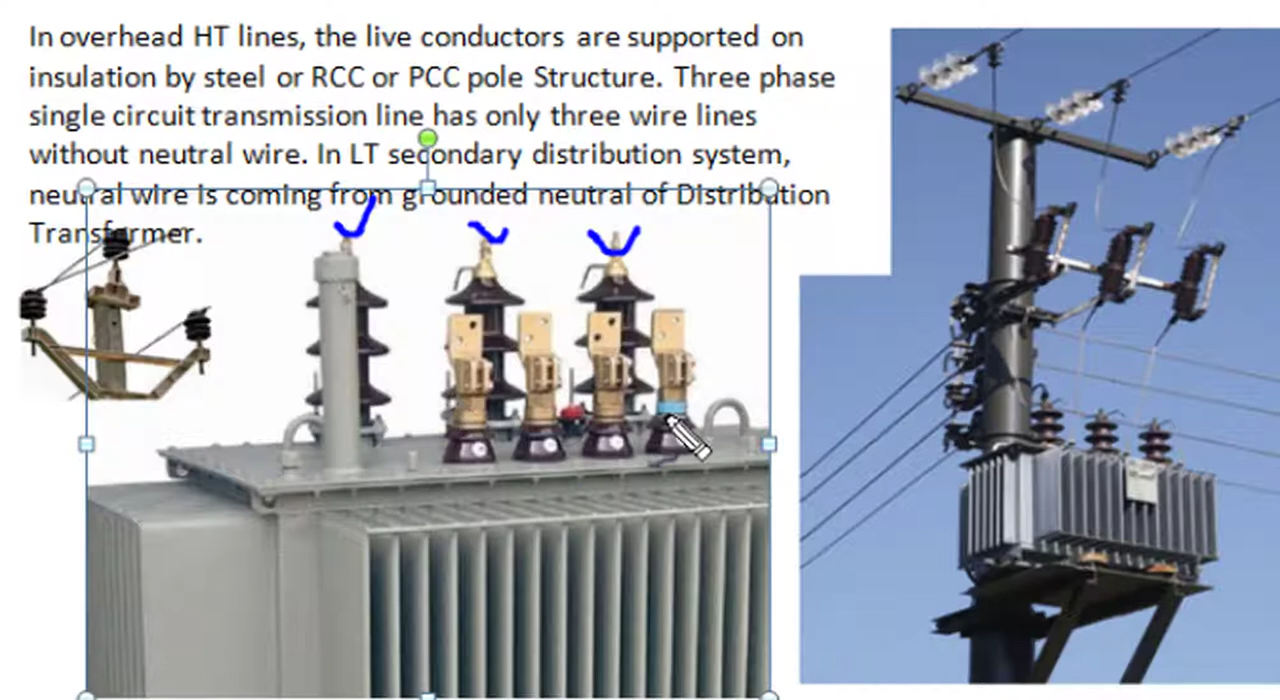 In overhead HT lines, the live conductors are supported on
insulation by steel or RCC or PCC pole Structure. Three phase
single circuit transmission line has only three wire lines
without neutral wire. In LT secondary distribution system,
neutral wire is coming from grounded neutral of Distribution
Transformer.